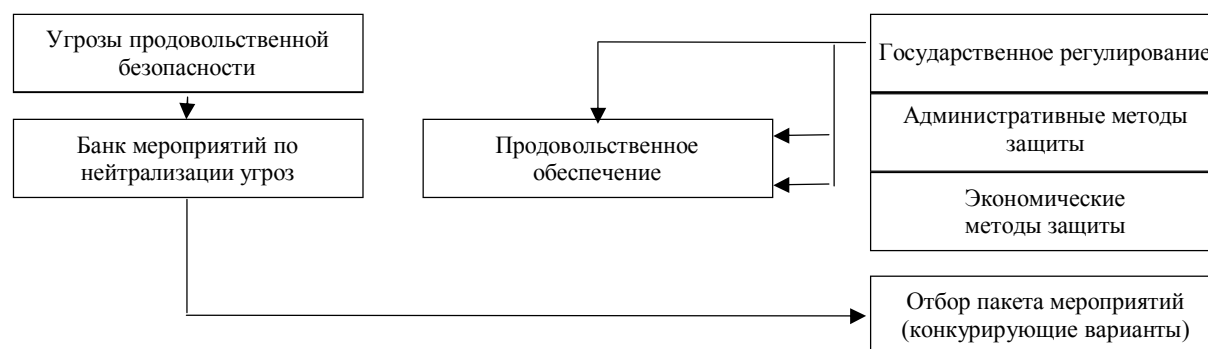 Угрозы продовольственной
безопасности
Государственное регулирование
Банк мероприятий по
нейтрализации угроз
Продовольственное
обеспечение
Административные методы
защиты
Экономические
методы защиты
Отбор пакета мероприятий
(конкурирующие варианты)